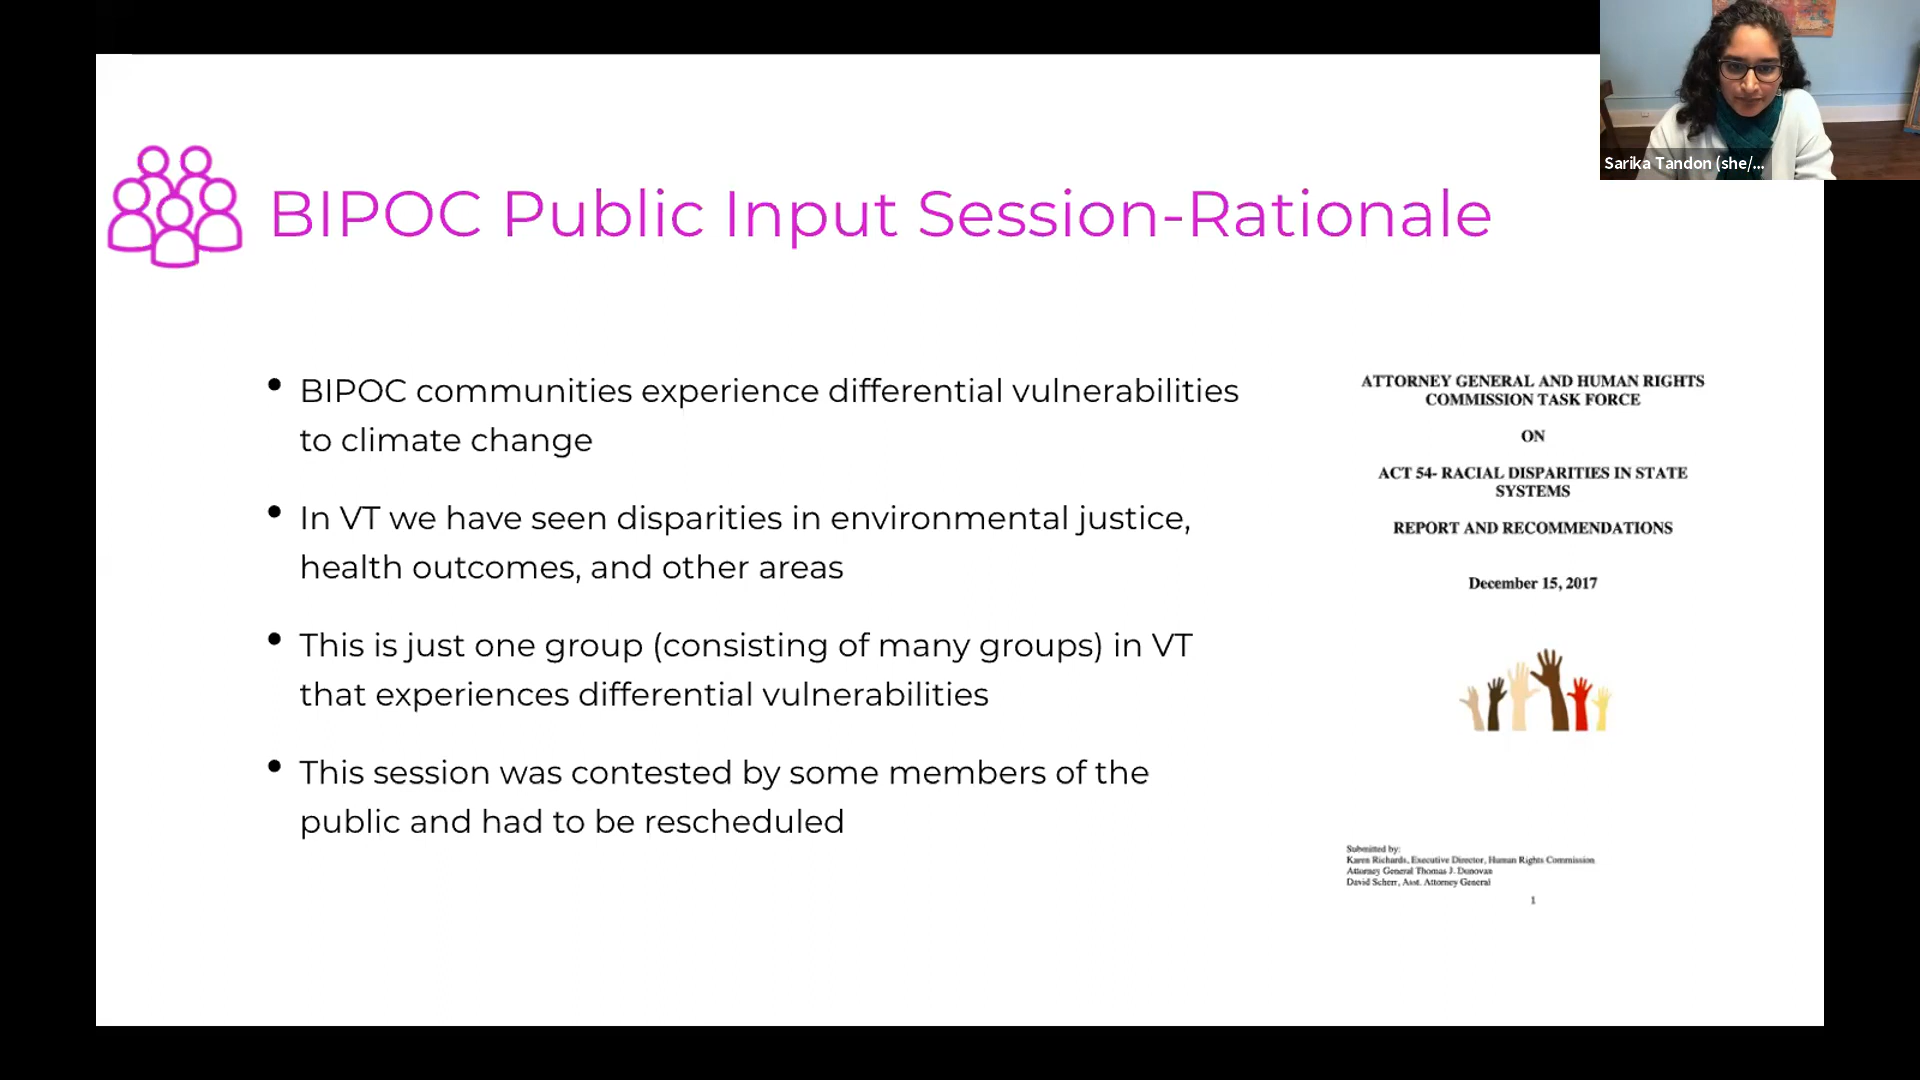 Sarika Tandon (she/...
BIPOC Public Input Session-Rationale
• BIPOC communities experience differential vulnerabilities
to climate change
• In VT we have seen disparities in environmental justice,
health outcomes, and other areas
• This is just one group (consisting of many groups) in VT
that experiences differential vulnerabilities
• This session was contested by some members of the
public and had to be rescheduled
ATTORNEY GENERAL AND HUMAN RIGHTS
COMMISSION TASK FORCE
ON
ACT 54- RACIAL DISPARITIES IN STATE
SYSTEMS
REPORT AND RECOMMENDATIONS
December 15, 2017
Submitted by:
Karen Richards, Executive Director, Human Rights Commission
Attorney General Thomas J. Donovan
David Scherr, Asst. Attorney General
1